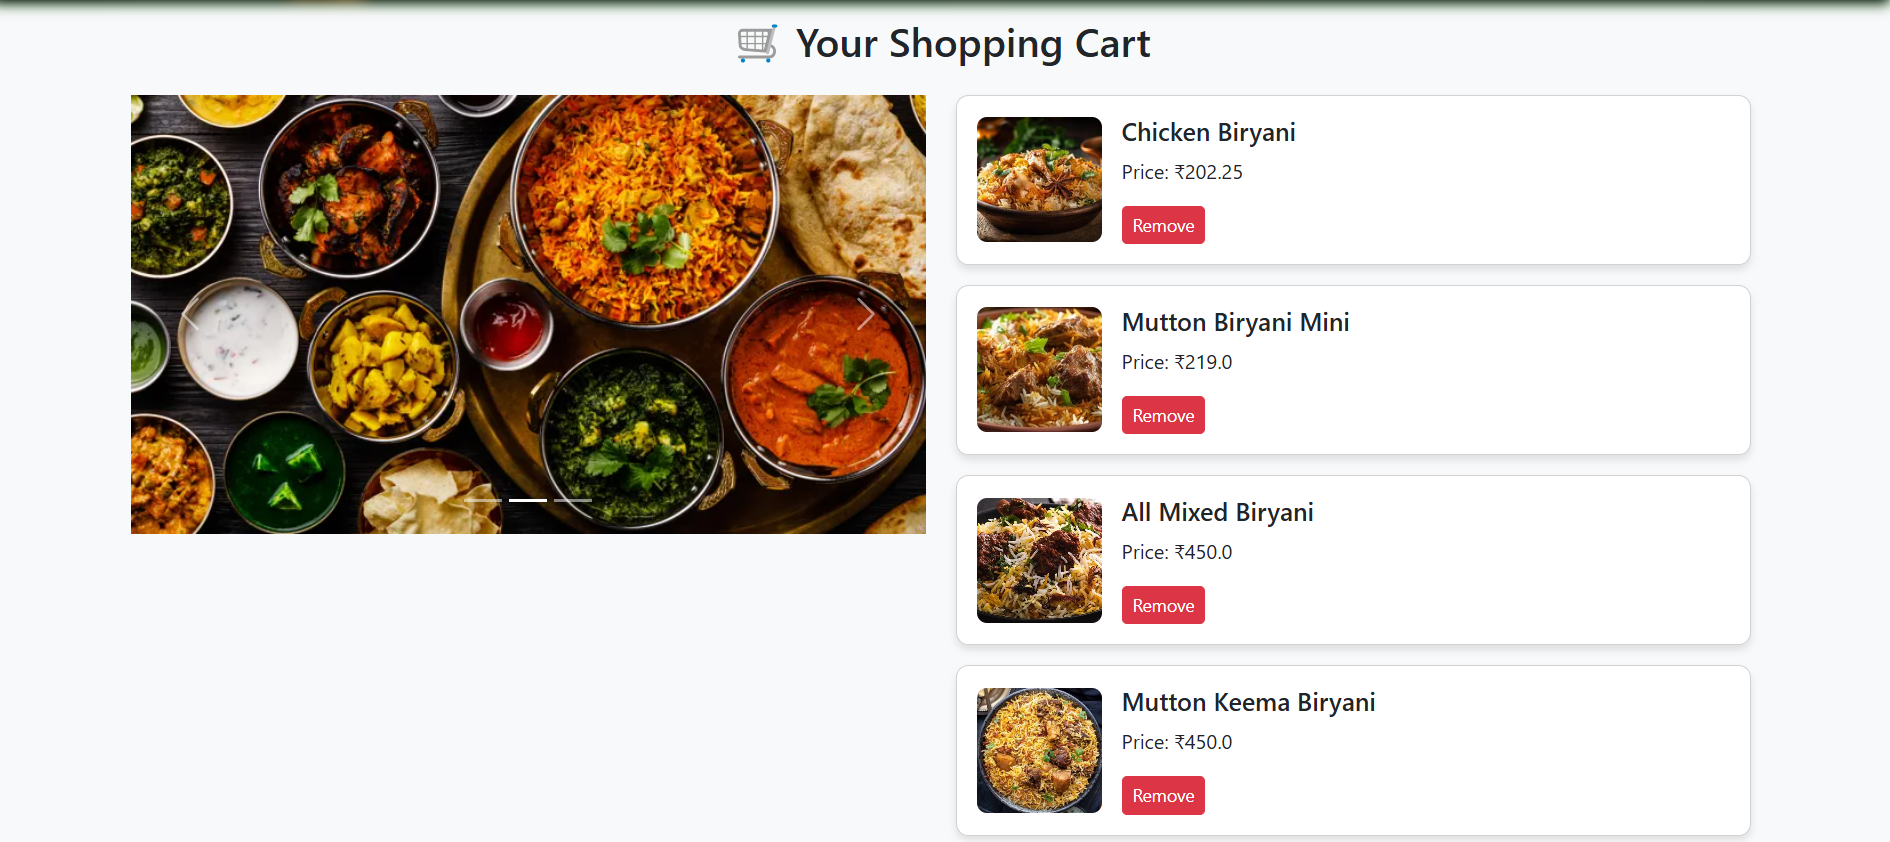 Your Shopping Cart
Chicken Biryani
Price: ₹202.25
Remove
Mutton Biryani Mini
Price: ₹219.0
Remove
All Mixed Biryani
Price: ₹450.0
Remove
Mutton Keema Biryani
Price: ₹450.0
Remove